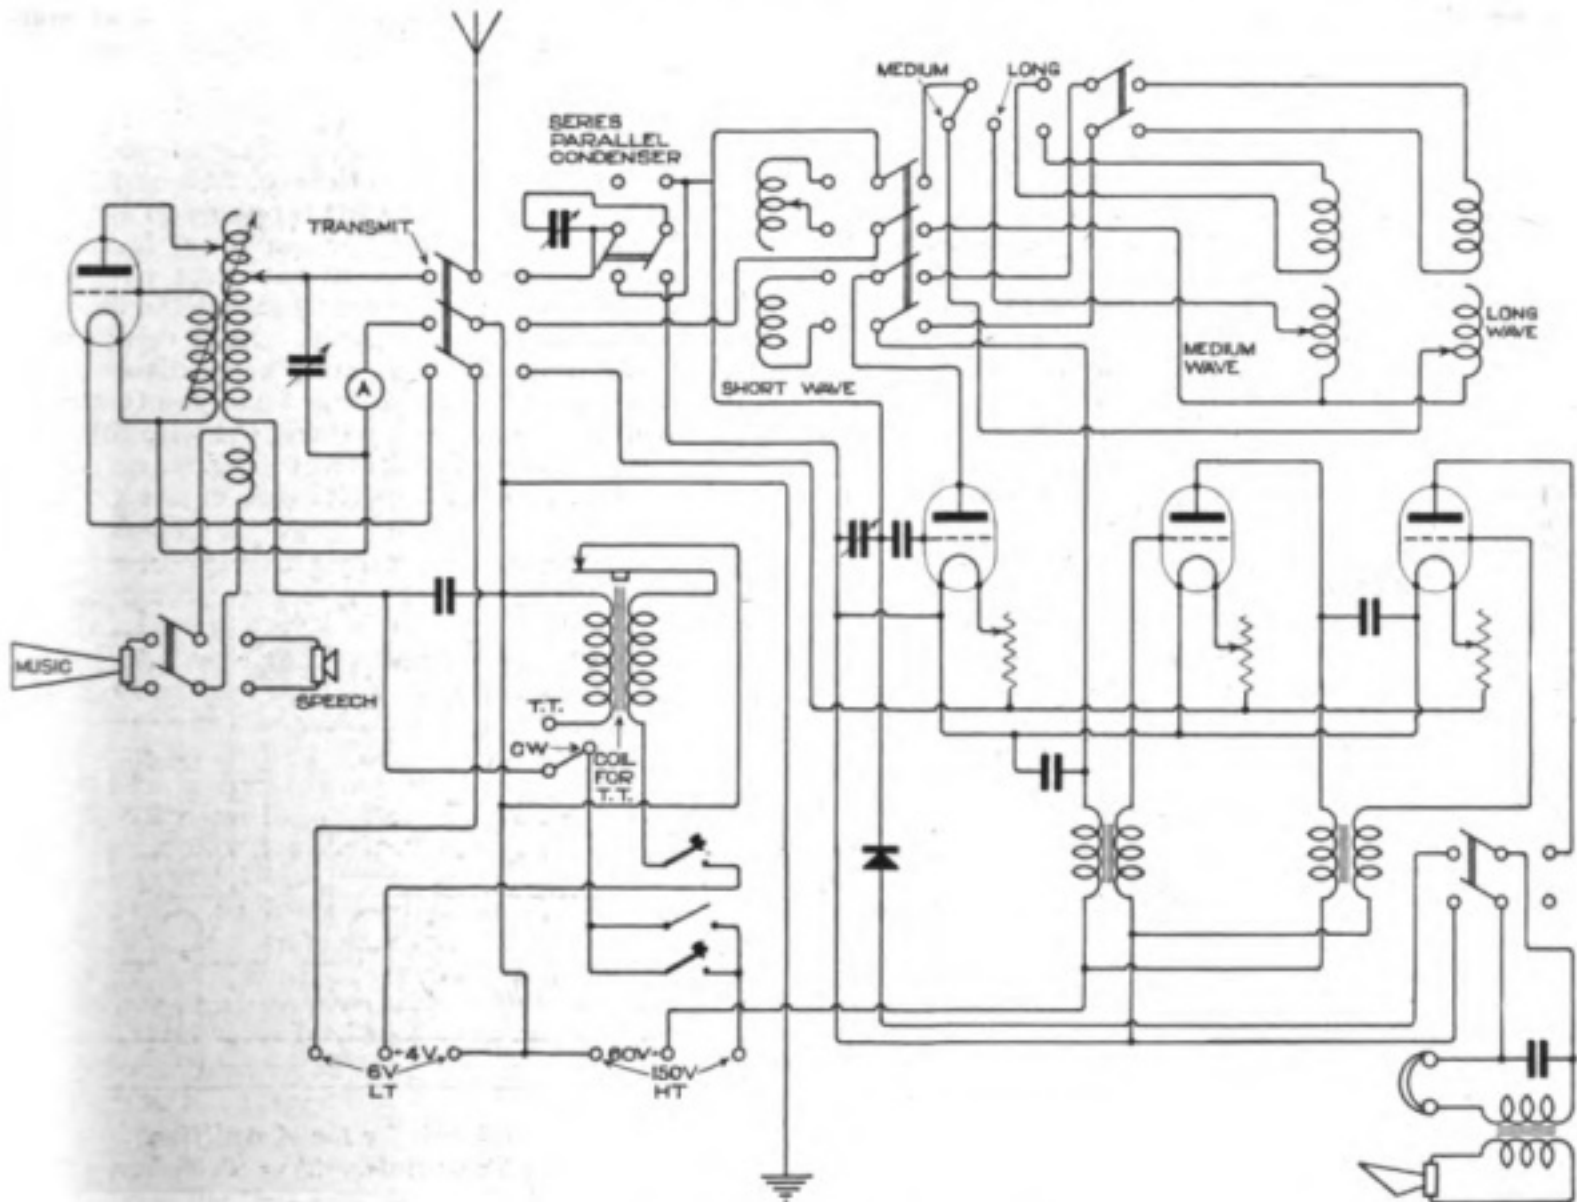 MEDIUM
LONG
SERIES
PARALLEL
CONDENSER
TRANSMIT.
A
SHORT WAVE
MEDIUM
WAVE
LONG
WAVE
MUSIC
SPEECH
T.T.
CW
COIL
FOR
T.T.
4V
6V
LT
60V
150V
HT